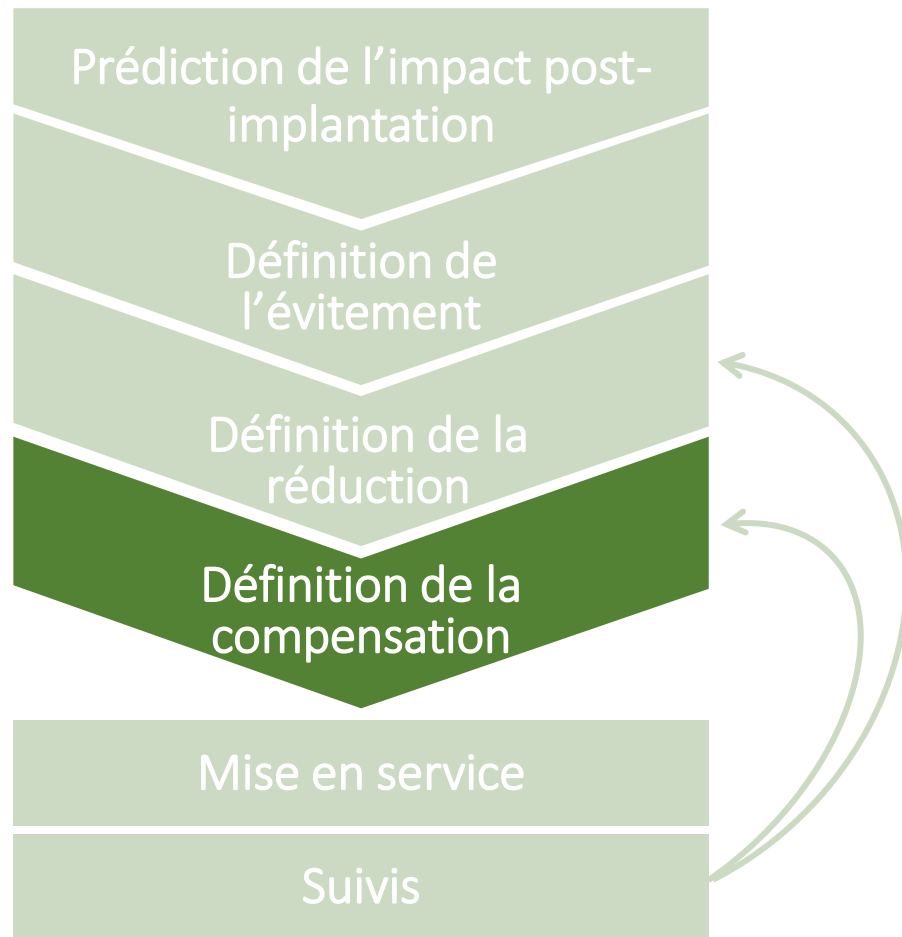 Prédiction de l’impact post-
implantation
Définition de
l’évitement
Définition de la
réduction
Définition de la
compensation
Mise en service
Suivis